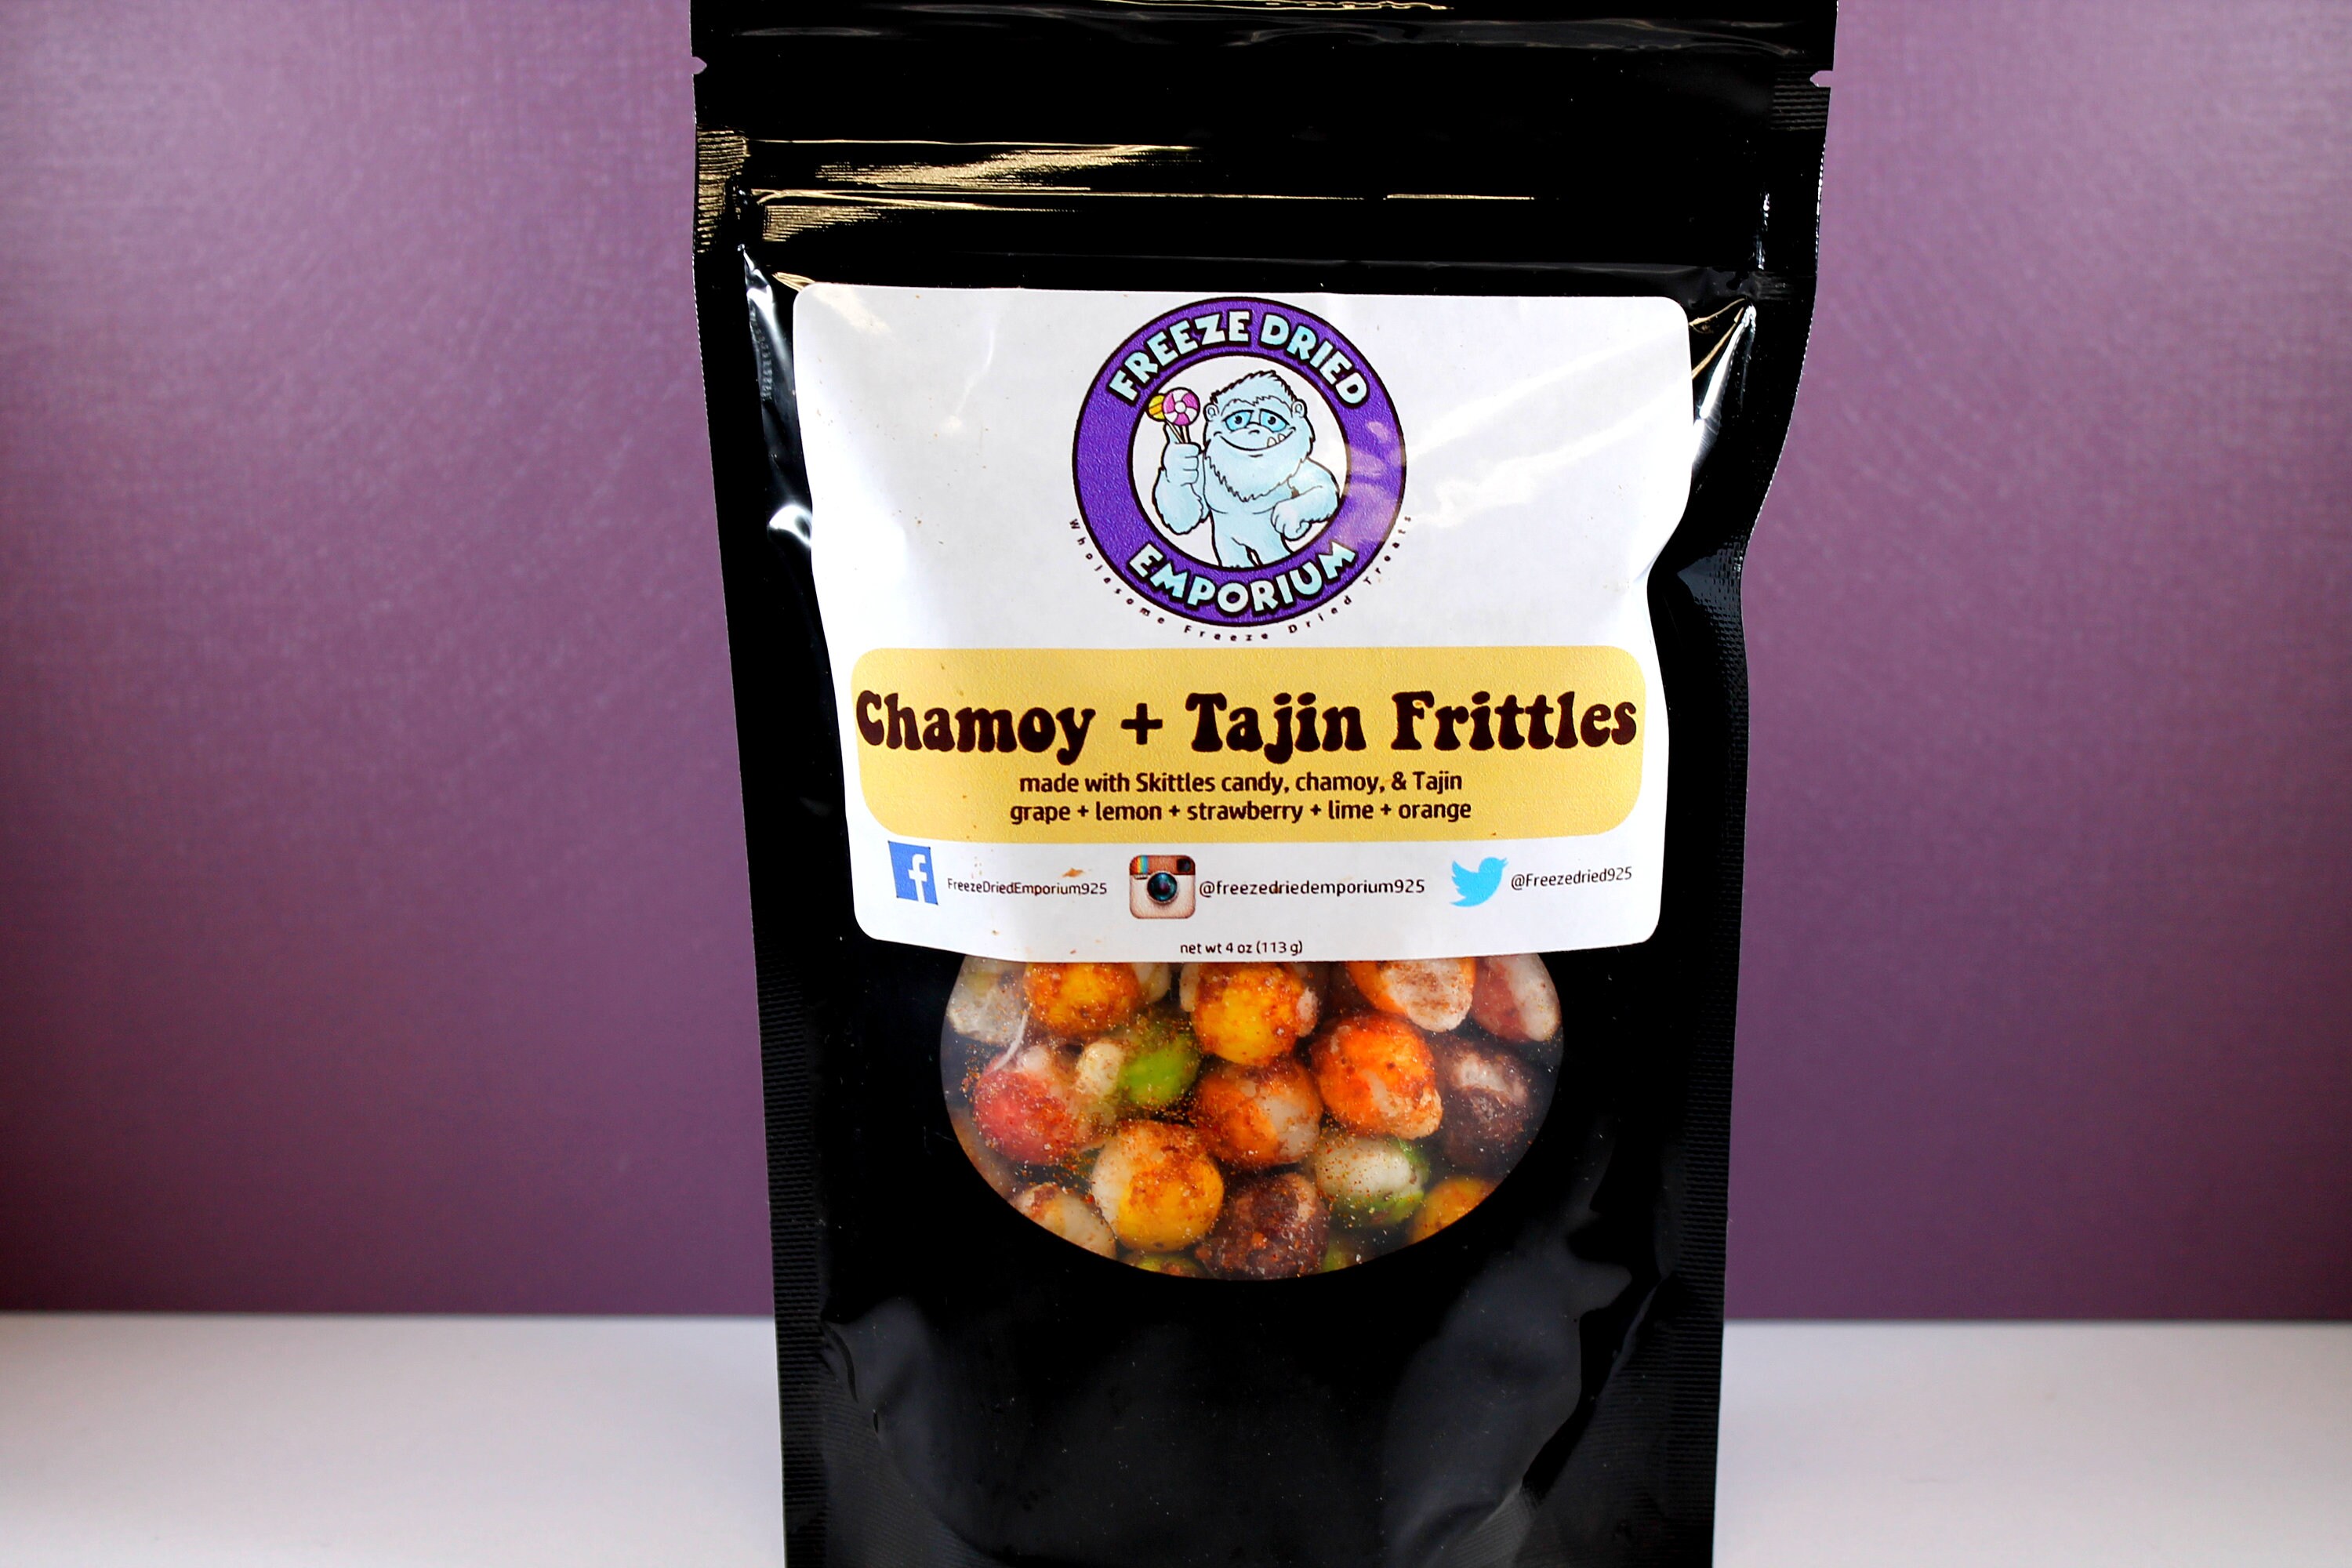 FREEZE DRIED
EMPORIUM
Wholesome Freeze Dried Treats
Chamoy + Tajin Frittles
made with Skittles candy, chamoy, & Tajin
grape + lemon + strawberry + lime + orange
FreezeDriedEmporium925 @freezedriedemporium925 @Freezedried925
net wt 4 oz (113 g)